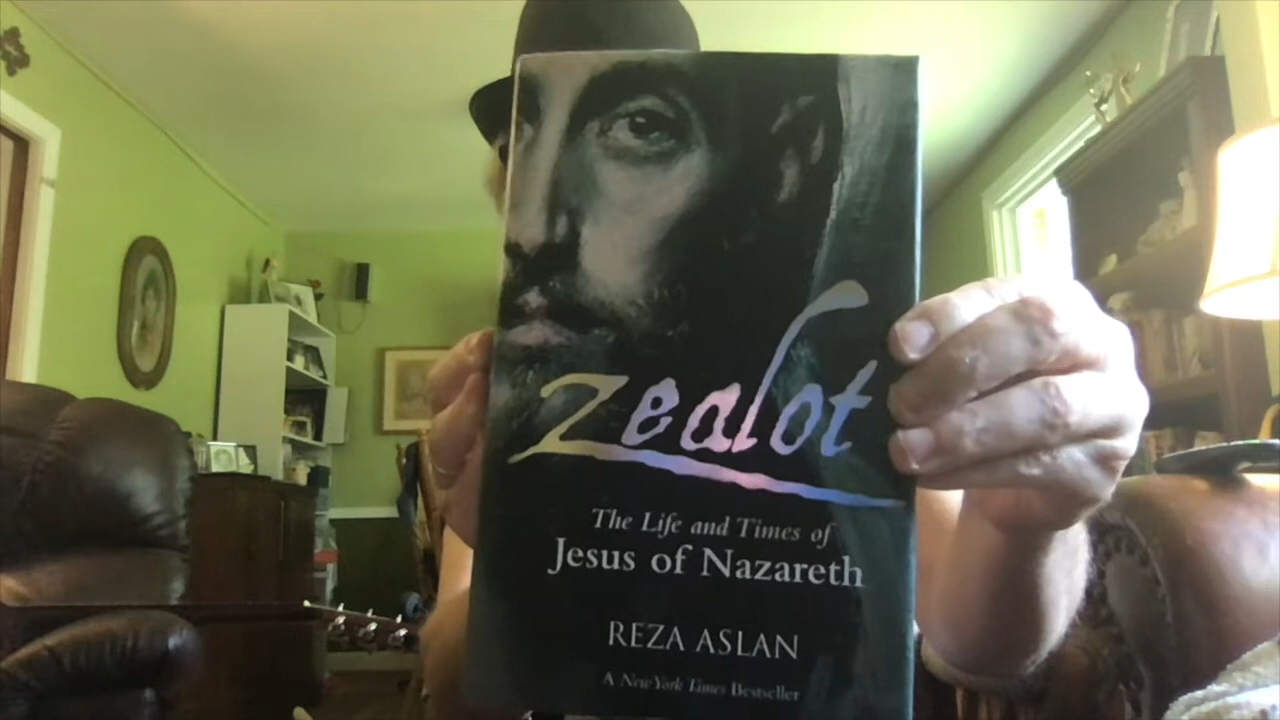 zealot
The Life and Times of
Jesus of Nazareth
REZA ASLAN
A New York Times Bestseller